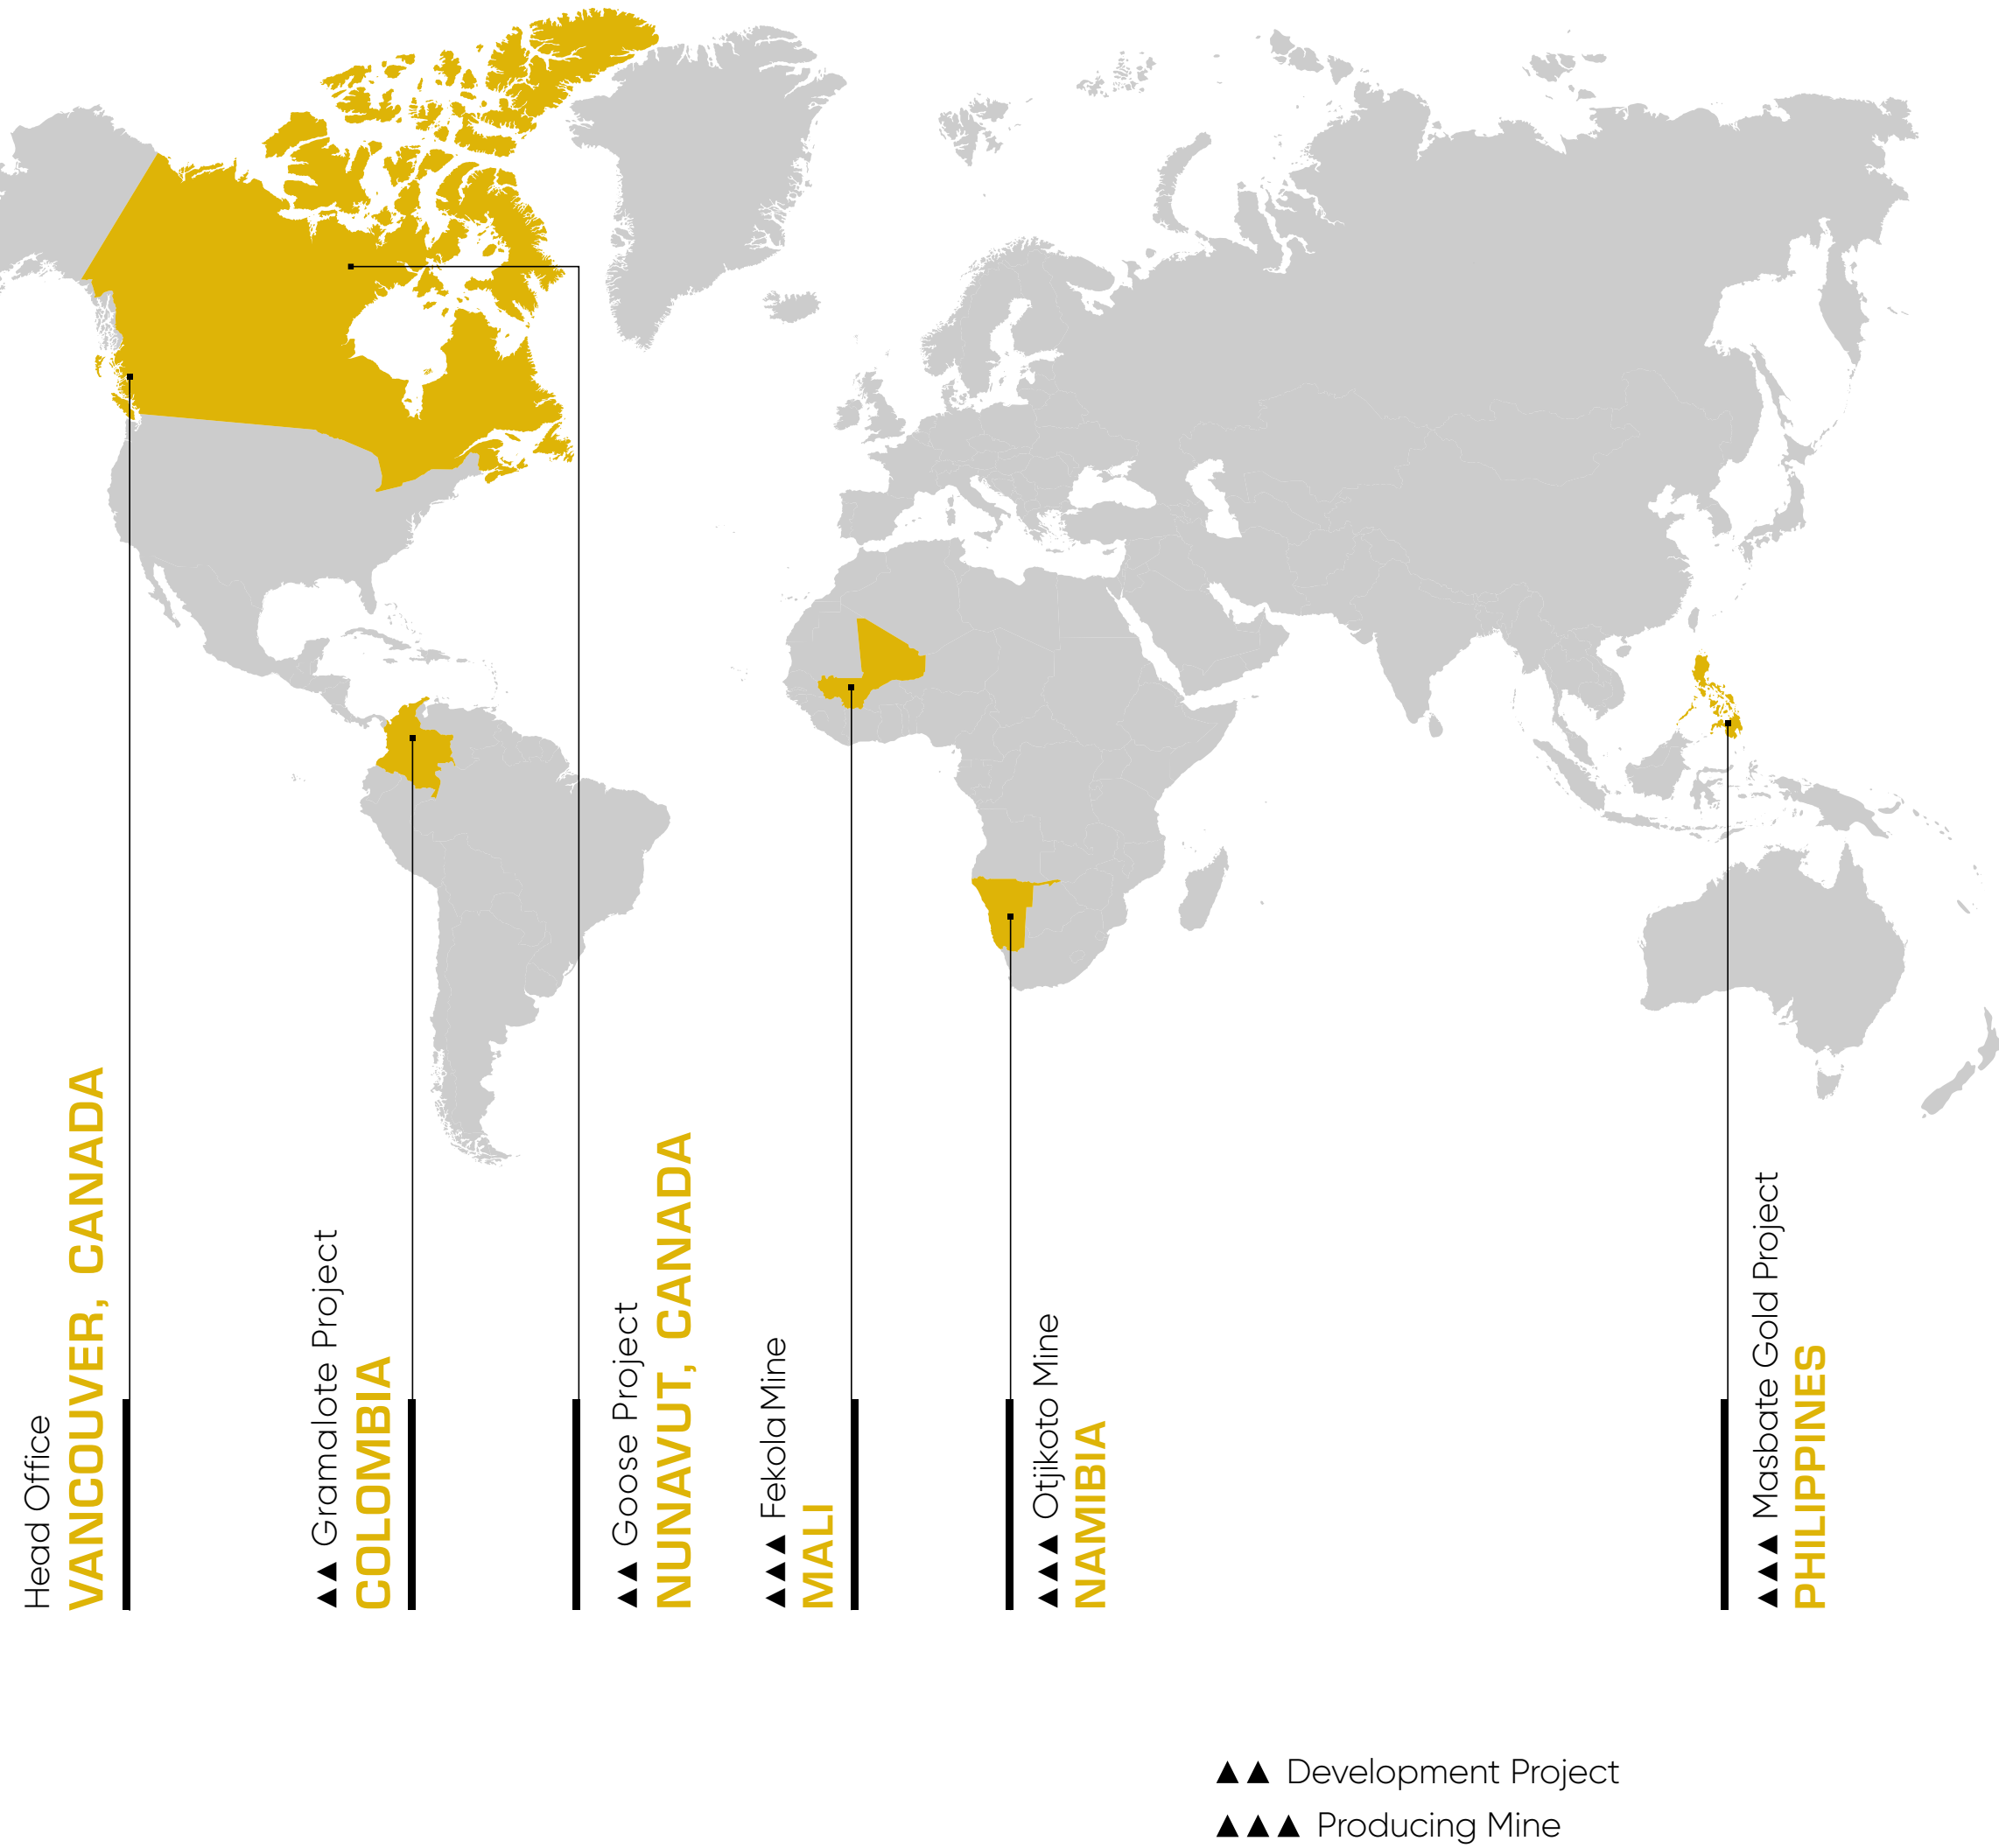 Head Office
VANCOUVER, CANADA
▲▲ Gramalote Project
COLOMBIA
▲▲ Goose Project
NUNAVUT, CANADA
▲▲▲ Fekola Mine
MALI
▲▲▲ Otjikoto Mine
NAMIBIA
▲▲▲ Masbate Gold Project
PHILIPPINES
▲▲ Development Project
▲▲▲ Producing Mine